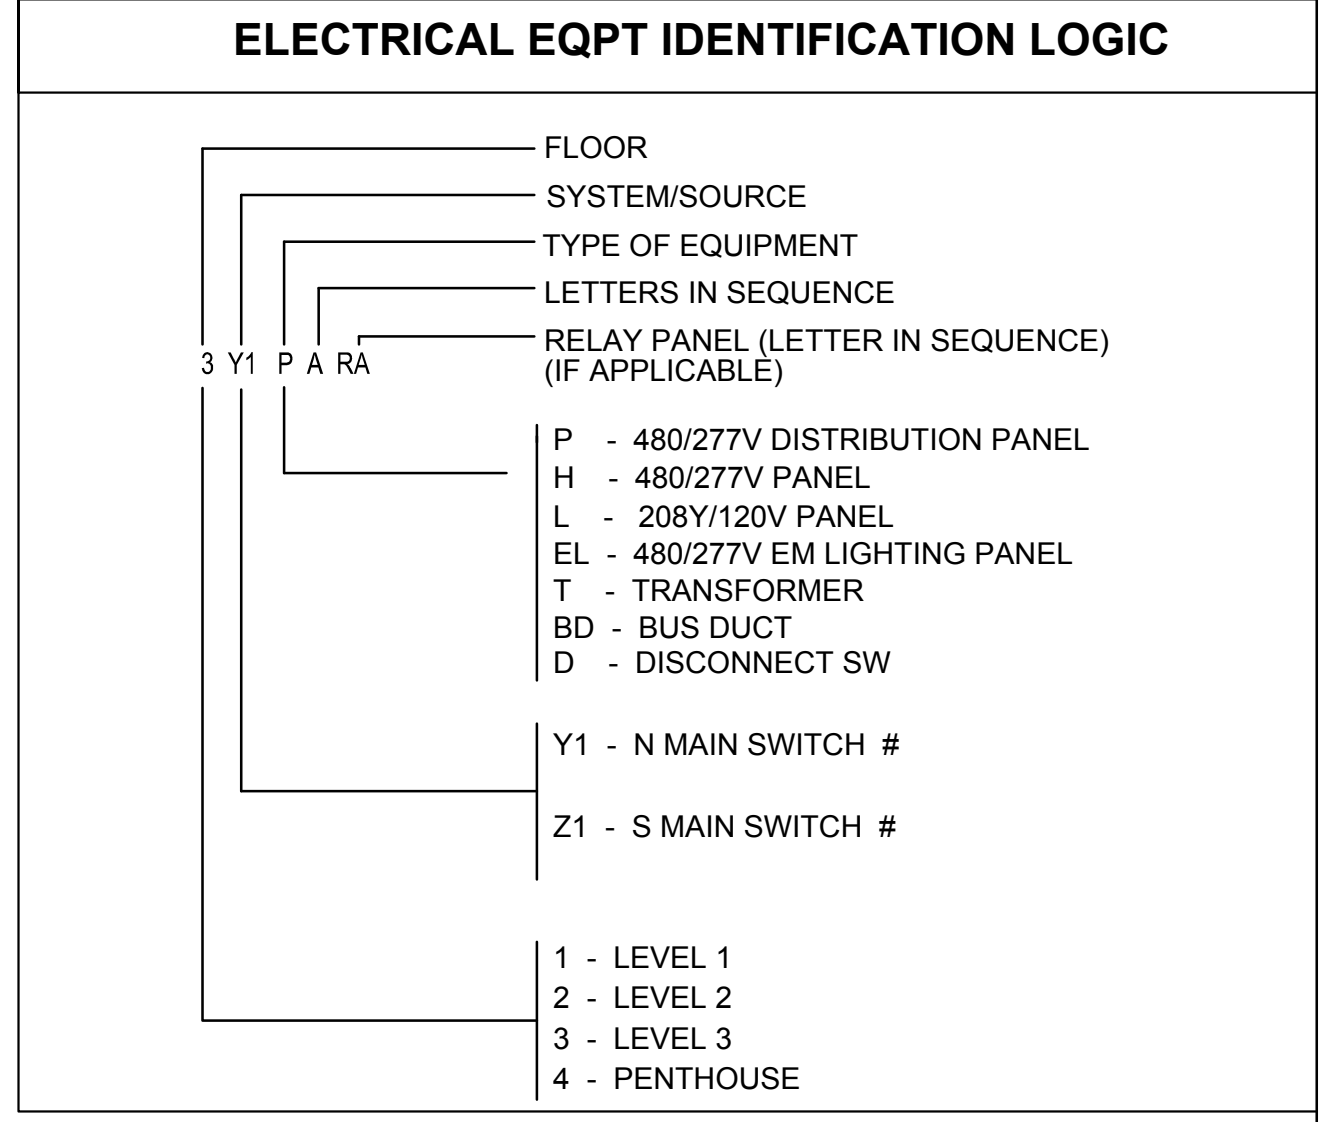 ELECTRICAL EQPT IDENTIFICATION LOGIC
FLOOR
SYSTEM/SOURCE
TYPE OF EQUIPMENT
LETTERS IN SEQUENCE
RELAY PANEL (LETTER IN SEQUENCE)
(IF APPLICABLE)
3 Y1 P A RA
P - 480/277V DISTRIBUTION PANEL
H - 480/277V PANEL
L - 208Y/120V PANEL
EL - 480/277V EM LIGHTING PANEL
T - TRANSFORMER
BD - BUS DUCT
D - DISCONNECT SW
Y1 - N MAIN SWITCH #
Z1 - S MAIN SWITCH #
1 - LEVEL 1
2 - LEVEL 2
3 - LEVEL 3
4 - PENTHOUSE